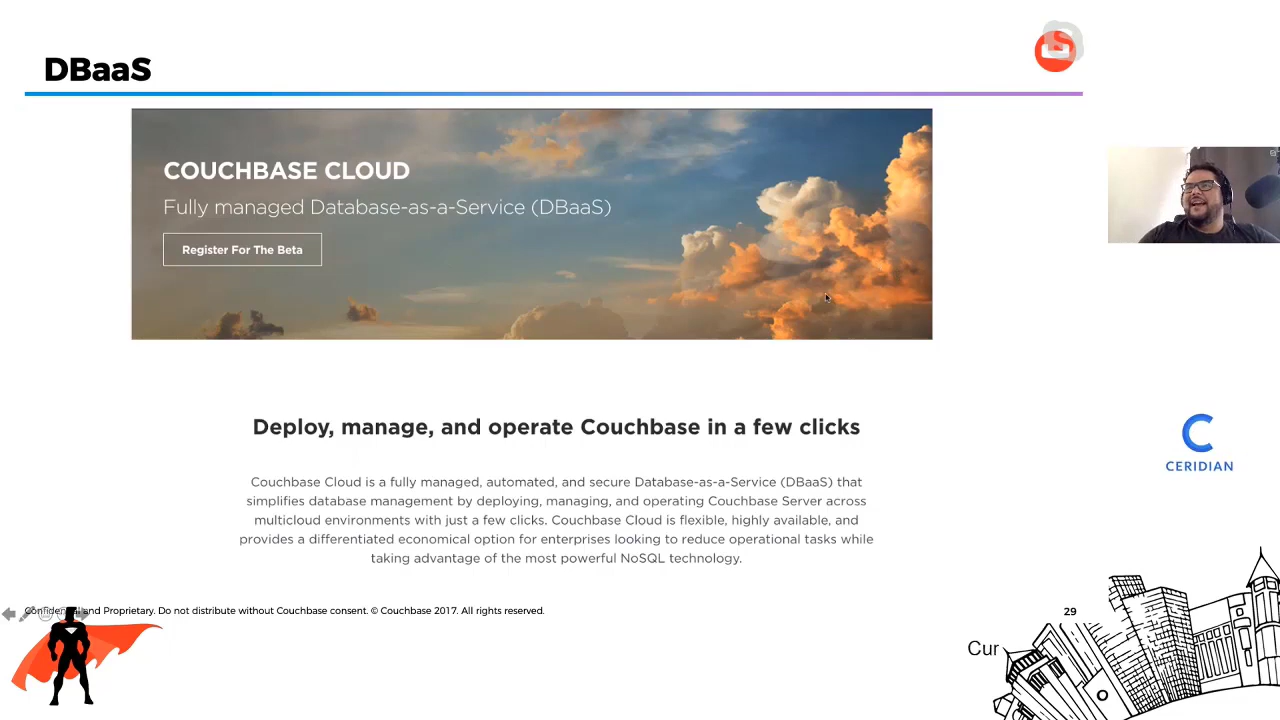 DBaaS
COUCHBASE CLOUD
Fully managed Database-as-a-Service (DBaaS)
Register For The Beta
Deploy, manage, and operate Couchbase in a few clicks
Couchbase Cloud is a fully managed, automated, and secure Database-as-a-Service (DBaaS) that
simplifies database management by deploying, managing, and operating Couchbase Server across
multicloud environments with just a few clicks. Couchbase Cloud is flexible, highly available, and
provides a differentiated economical option for enterprises looking to reduce operational tasks while
taking advantage of the most powerful NoSQL technology.
CERIDIAN
Confidential and Proprietary. Do not distribute without Couchbase consent. © Couchbase 2017. All rights reserved.
29
Cur